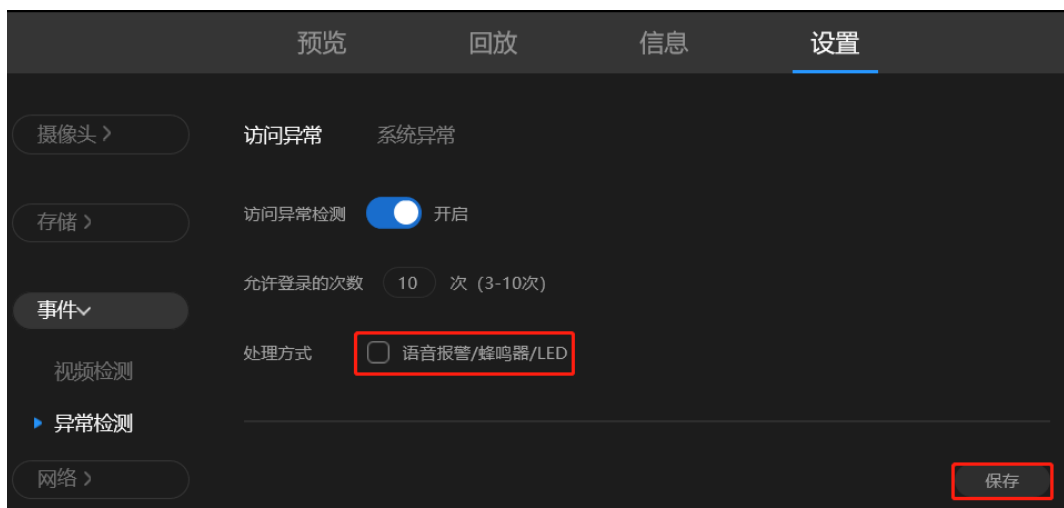 预览 回放 信息 设置
摄像头 >
访问异常 系统异常
存储 >
访问异常检测 开启
允许登录的次数 10 次 (3-10次)
事件
处理方式 语音报警/蜂鸣器/LED
视频检测
异常检测
网络 >
保存